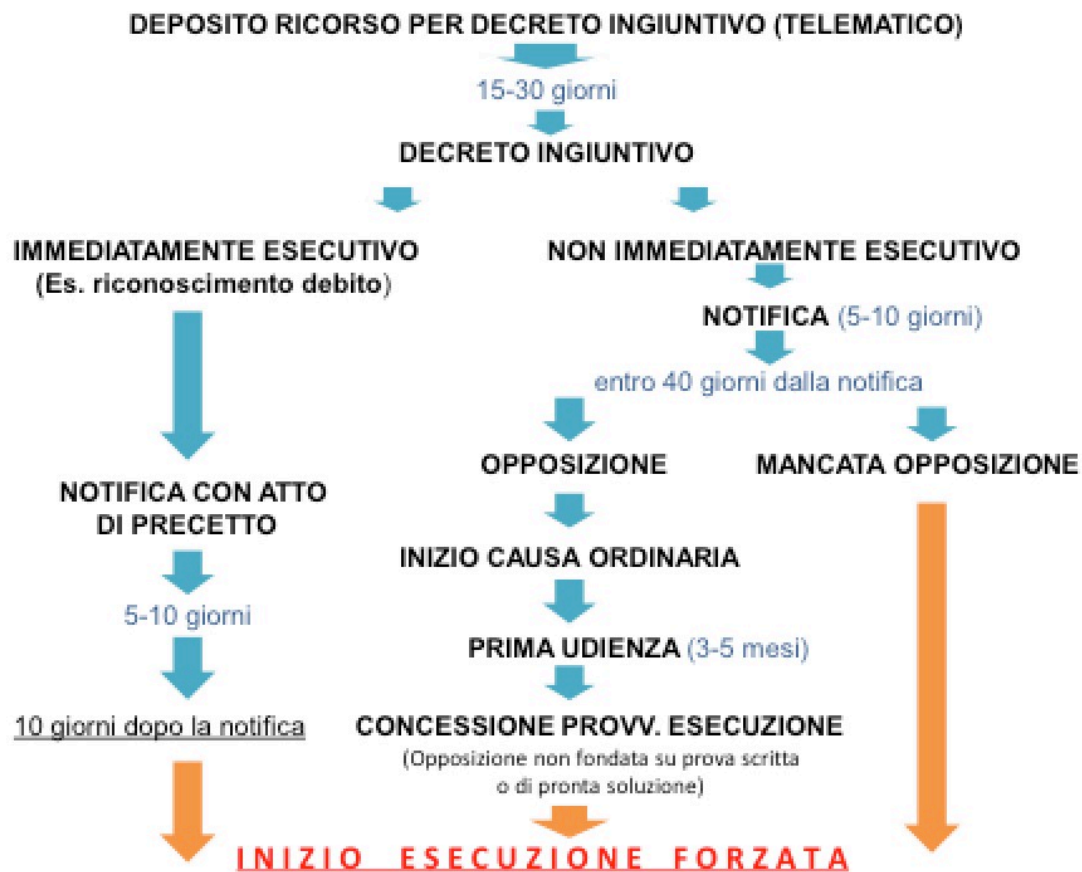 DEPOSITO RICORSO PER DECRETO INGIUNTIVO (TELEMATICO)
15-30 giorni
DECRETO INGIUNTIVO
IMMEDIATAMENTE ESECUTIVO
(Es. riconoscimento debito)
NOTIFICA CON ATTO
DI PRECETTO
5-10 giorni
10 giorni dopo la notifica
NON IMMEDIATAMENTE ESECUTIVO
NOTIFICA (5-10 giorni)
entro 40 giorni dalla notifica
OPPOSIZIONE
INIZIO CAUSA ORDINARIA
PRIMA UDIENZA (3-5 mesi)
CONCESSIONE PROVV. ESECUZIONE
(Opposizione non fondata su prova scritta
o di pronta soluzione)
MANCATA OPPOSIZIONE
INIZIO ESECUZIONE FORZATA